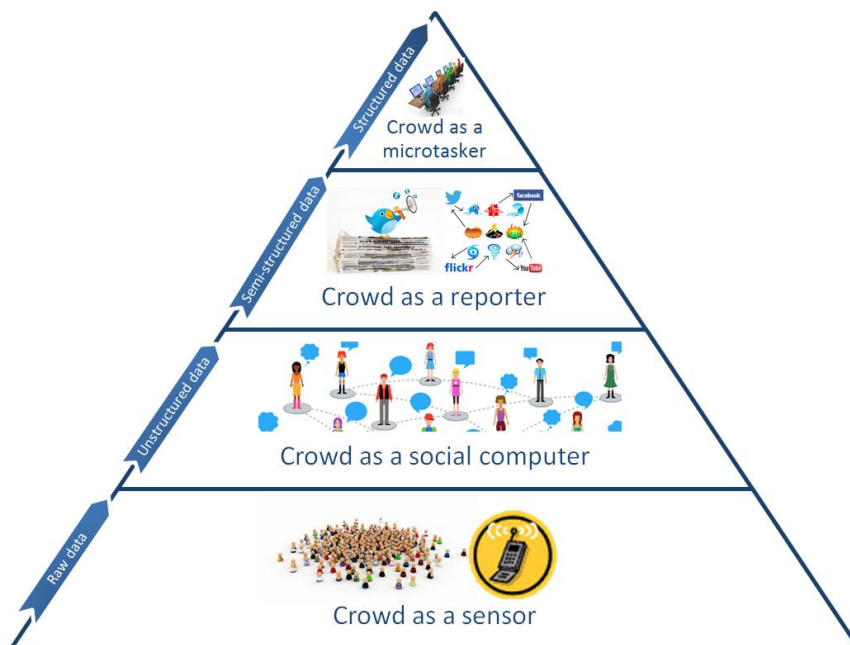 Structured data
Crowd as a
microtasker
Semi-structured data
facebook
flickr
You Tube
Crowd as a reporter
Unstructured data
Crowd as a social computer
Raw data
Crowd as a sensor